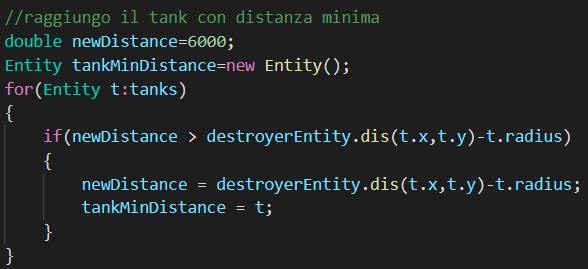 //raggiungo il tank con distanza minima
double newDistance=6000;
Entity tankMinDistance=new Entity();
for(Entity t:tanks)
{
    if(newDistance > destroyerEntity.dis(t.x,t.y)-t.radius)
    {
        newDistance = destroyerEntity.dis(t.x,t.y)-t.radius;
        tankMinDistance = t;
    }
}